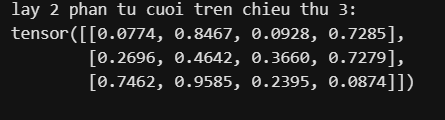 lay 2 phan tu cuoi tren chieu thu 3:
tensor([[0.0774, 0.8467, 0.0928, 0.7285],
        [0.2696, 0.4642, 0.3660, 0.7279],
        [0.7462, 0.9585, 0.2395, 0.0874]])